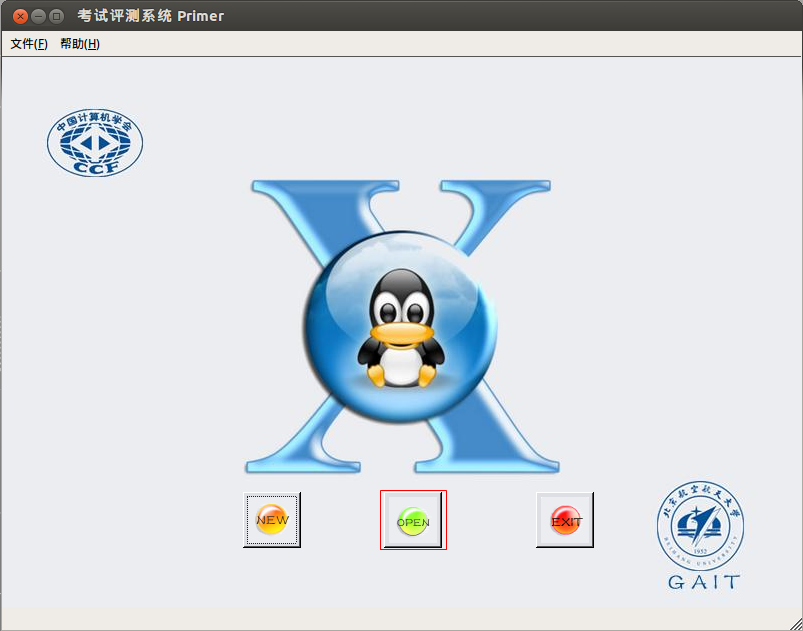 考试评测系统 Primer
文件(F) 帮助(H)
中国计算机学会
CCF
NEW
OPEN
EXIT
北京航空航天大学
1952
BEIHANG UNIVERSITY
GAIT